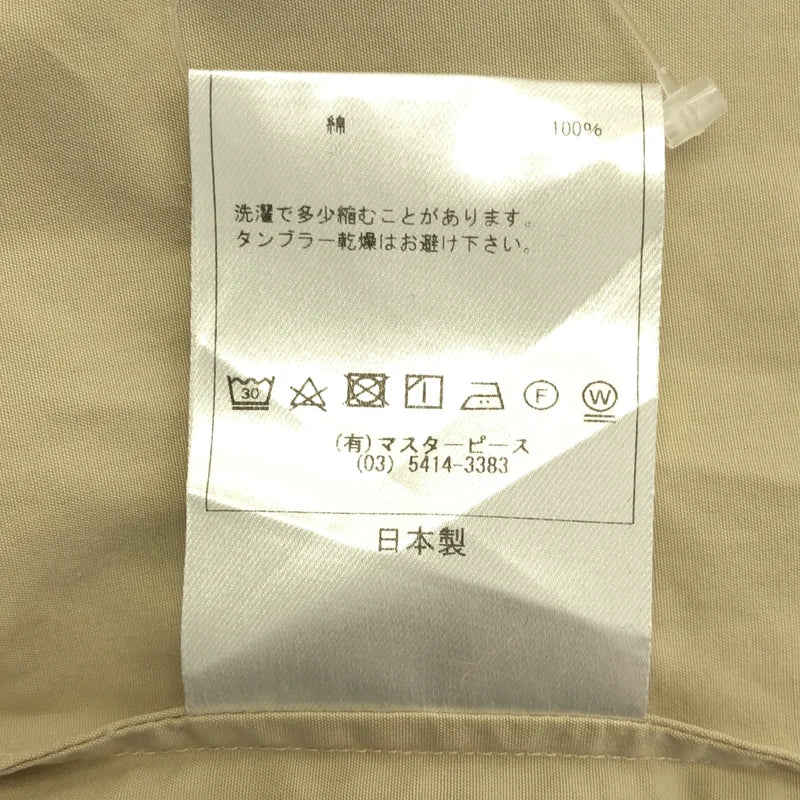 綿 100%
洗濯で多少縮むことがあります。
タンブラー乾燥はお避け下さい。
30 F W
(有)マスターピース
(03) 5414-3383
日本製